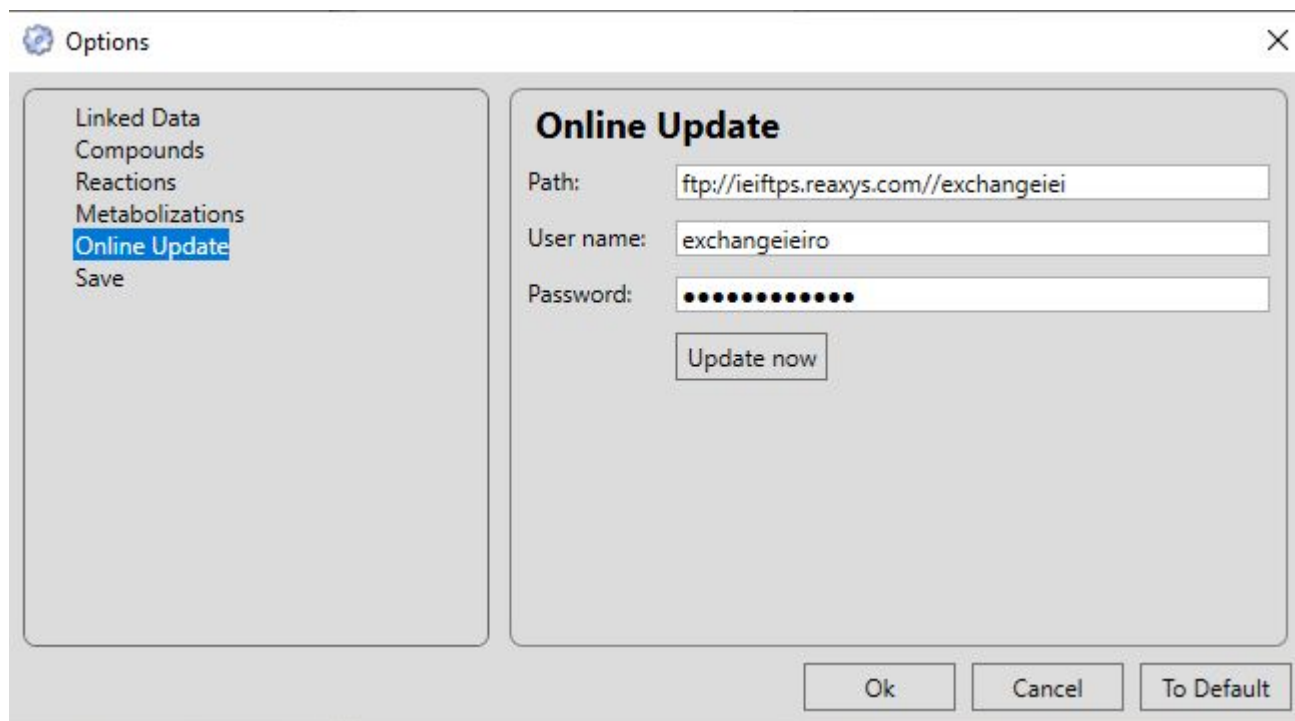 Options
Linked Data
Compounds
Reactions
Metabolizations
Online Update
Save
Online Update
Path: ftp://ieiftps.reaxys.com//exchangeiei
User name: exchangeieiro
Password: ●●●●●●●●●●●●
Update now
Ok Cancel To Default